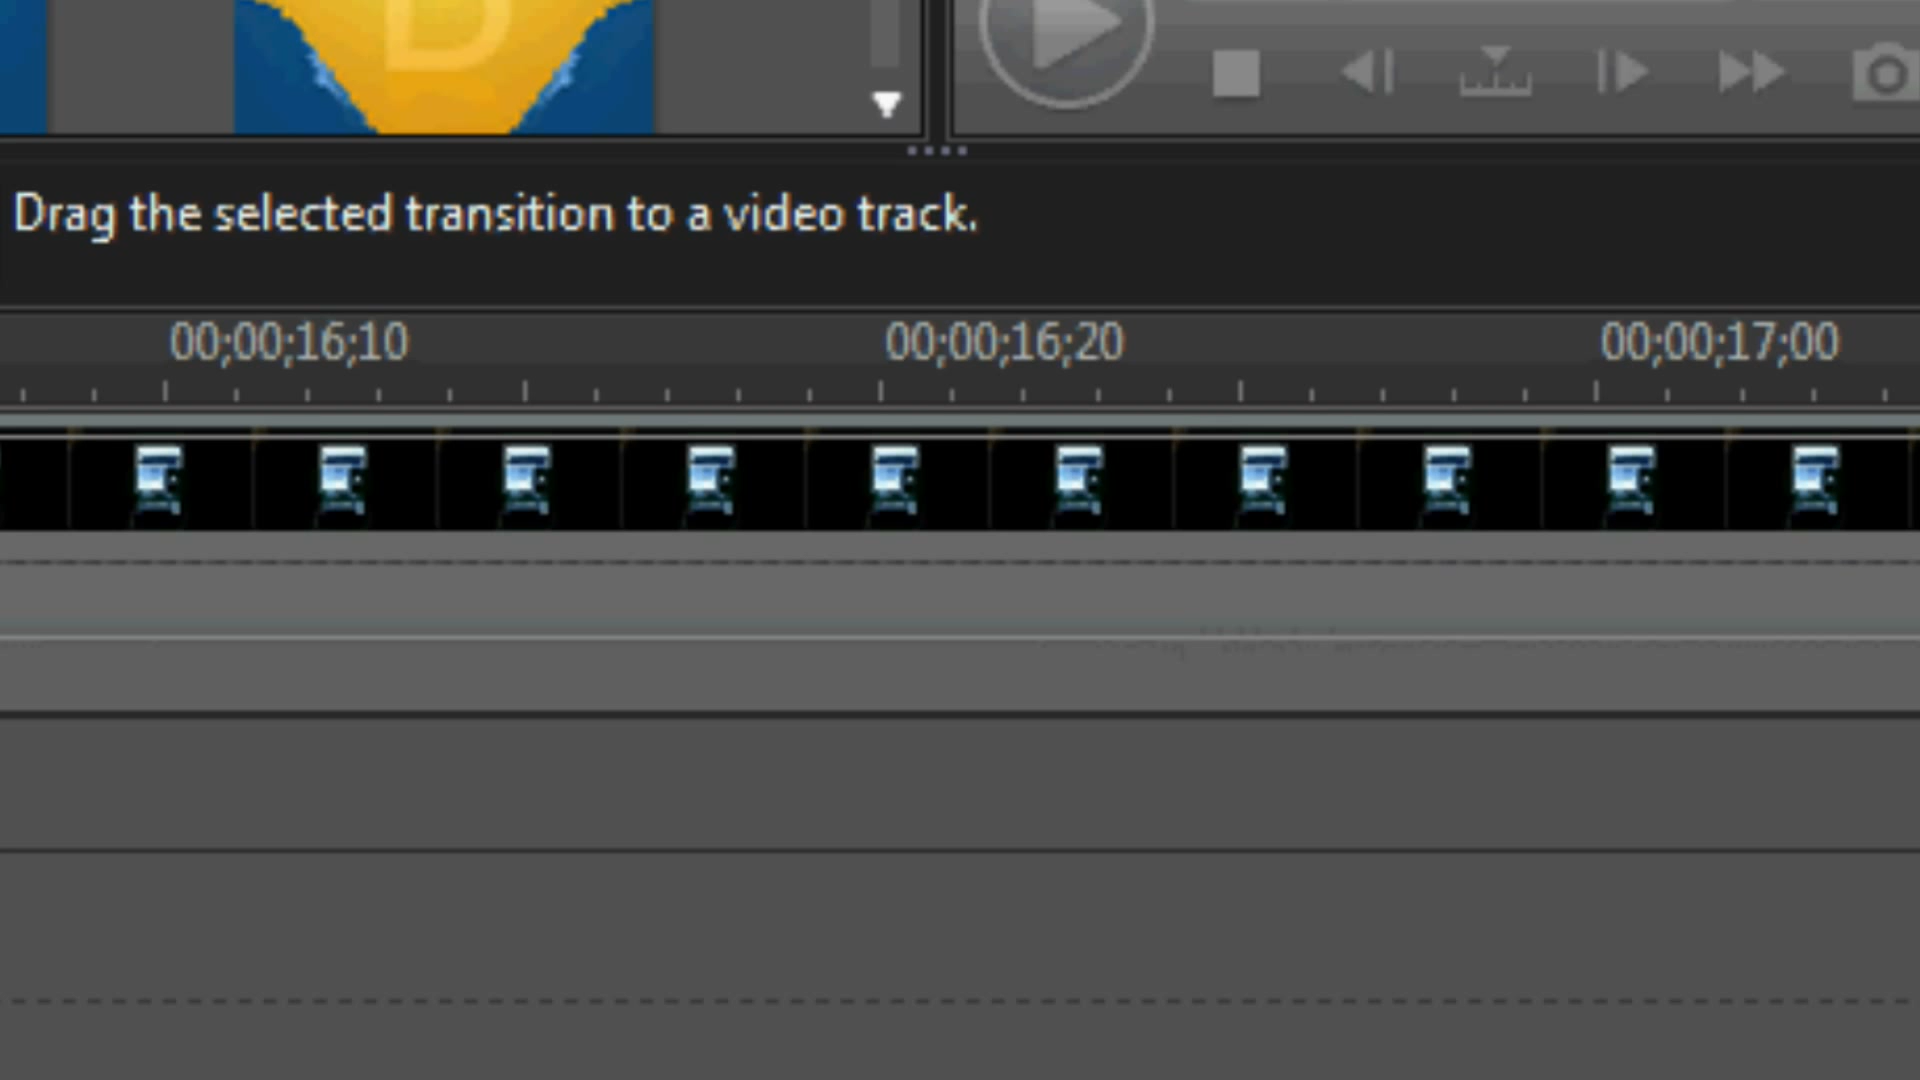 B
Drag the selected transition to a video track.
00;00;16;10 00;00;16;20 00;00;17;00